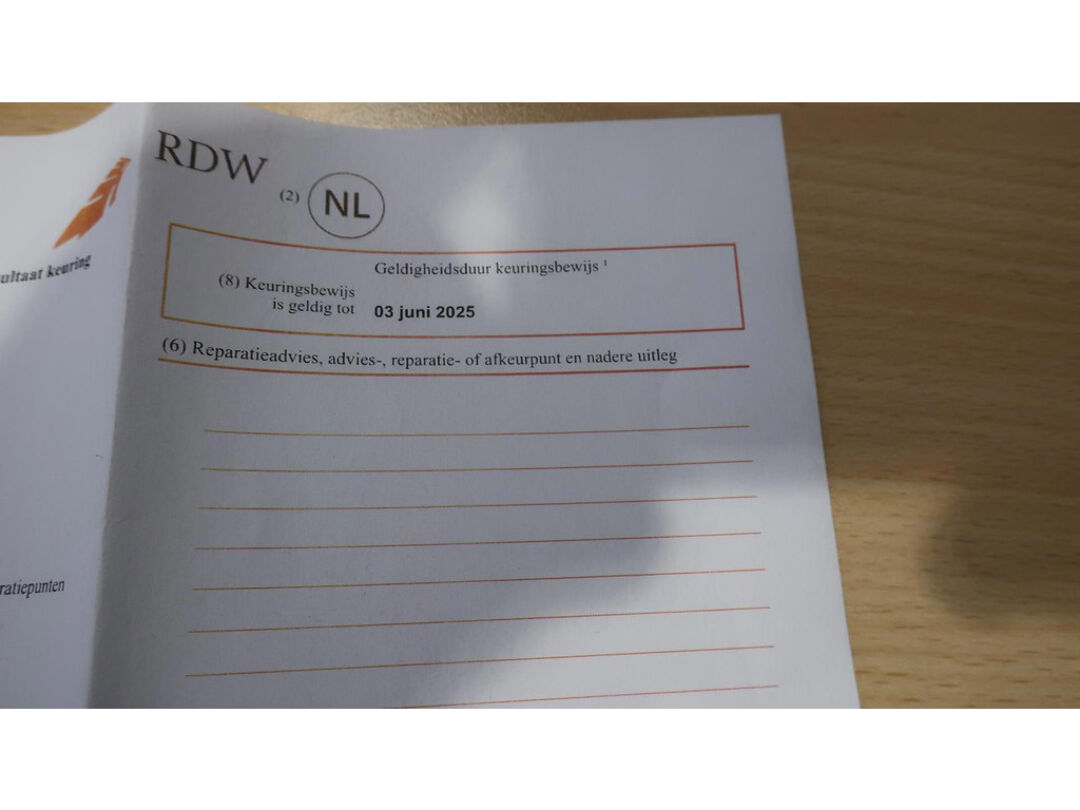 RDW
(2) NL
ultaat keuring
Geldigheidsduur keuringsbewijs ¹
(8) Keuringsbewijs
is geldig tot 03 juni 2025
(6) Reparatieadvies, advies-, reparatie- of afkeurpunt en nadere uitleg
ratiepunten